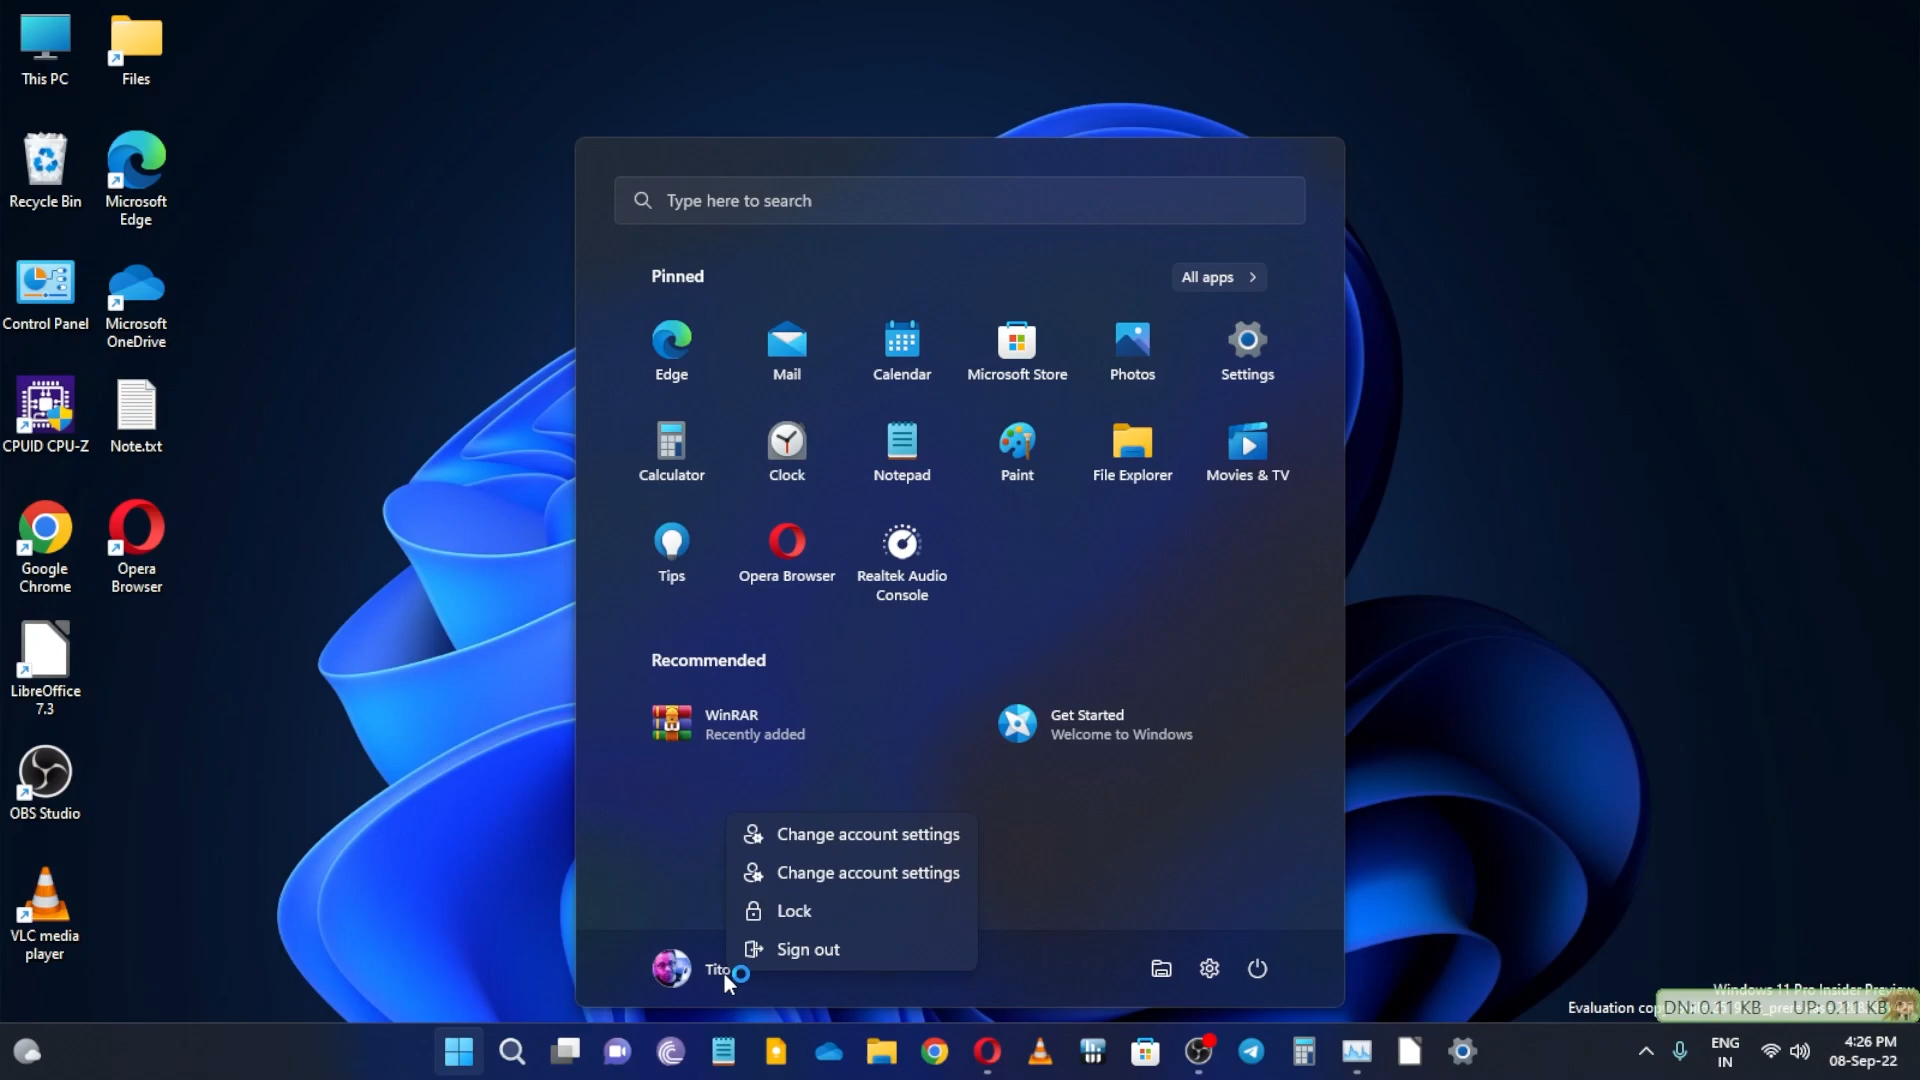 This PC
Files
Recycle Bin
Microsoft
Edge
Control Panel
Microsoft
OneDrive
CPUID CPU-Z
Note.txt
Google
Chrome
Opera
Browser
LibreOffice
7.3
OBS Studio
VLC media
player
Type here to search
Pinned
All apps
Edge
Mail
Calendar
Microsoft Store
Photos
Settings
Calculator
Clock
Notepad
Paint
File Explorer
Movies & TV
Tips
Opera Browser
Realtek Audio
Console
Recommended
WinRAR
Recently added
Get Started
Welcome to Windows
Change account settings
Change account settings
Lock
Sign out
Tito
Windows 11 Pro Insider Preview
Evaluation cop
DN: 0.11 KB
UP: 0.11 KB
ENG
IN
4:26 PM
08-Sep-22